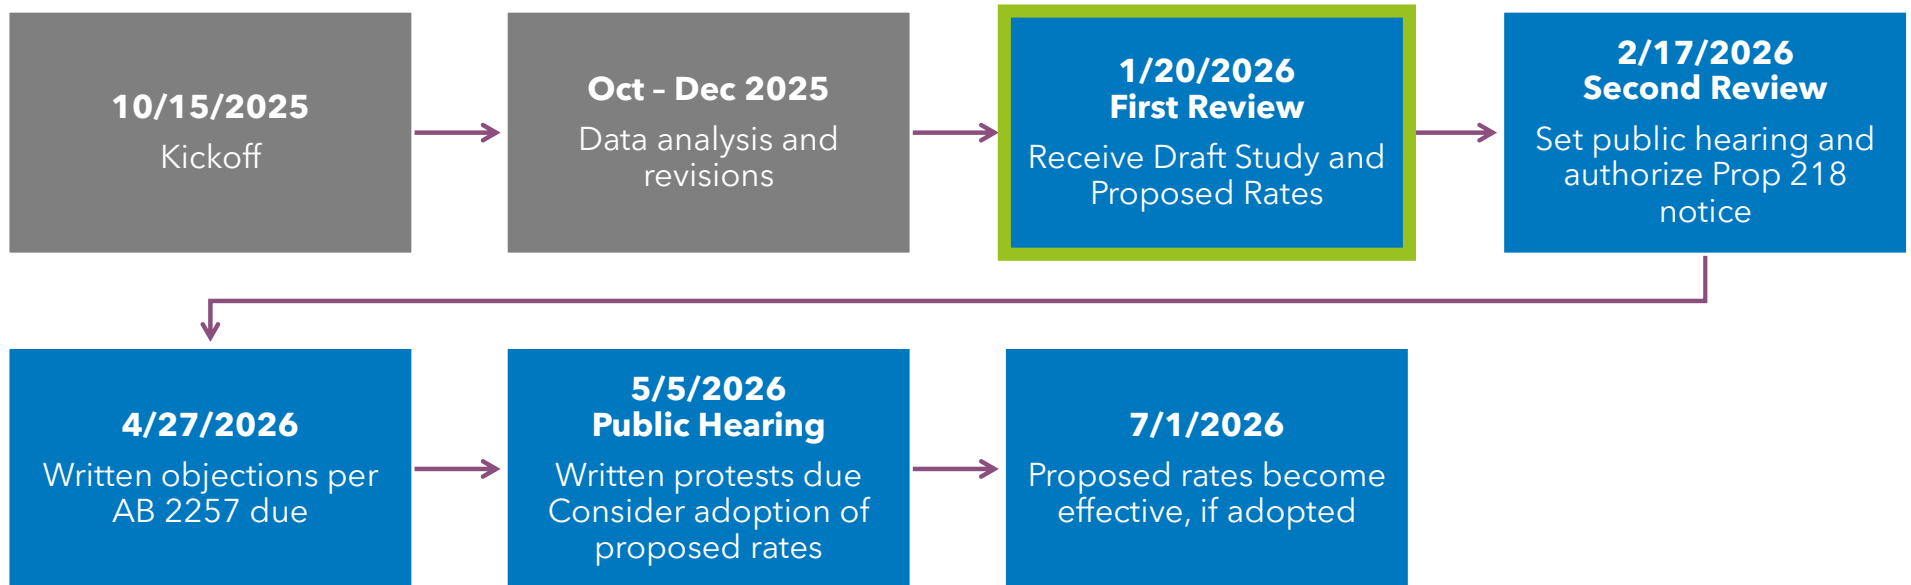 10/15/2025
Kickoff
Oct – Dec 2025
Data analysis and
revisions
1/20/2026
First Review
Receive Draft Study and
Proposed Rates
2/17/2026
Second Review
Set public hearing and
authorize Prop 218
notice
4/27/2026
Written objections per
AB 2257 due
5/5/2026
Public Hearing
Written protests due
Consider adoption of
proposed rates
7/1/2026
Proposed rates become
effective, if adopted